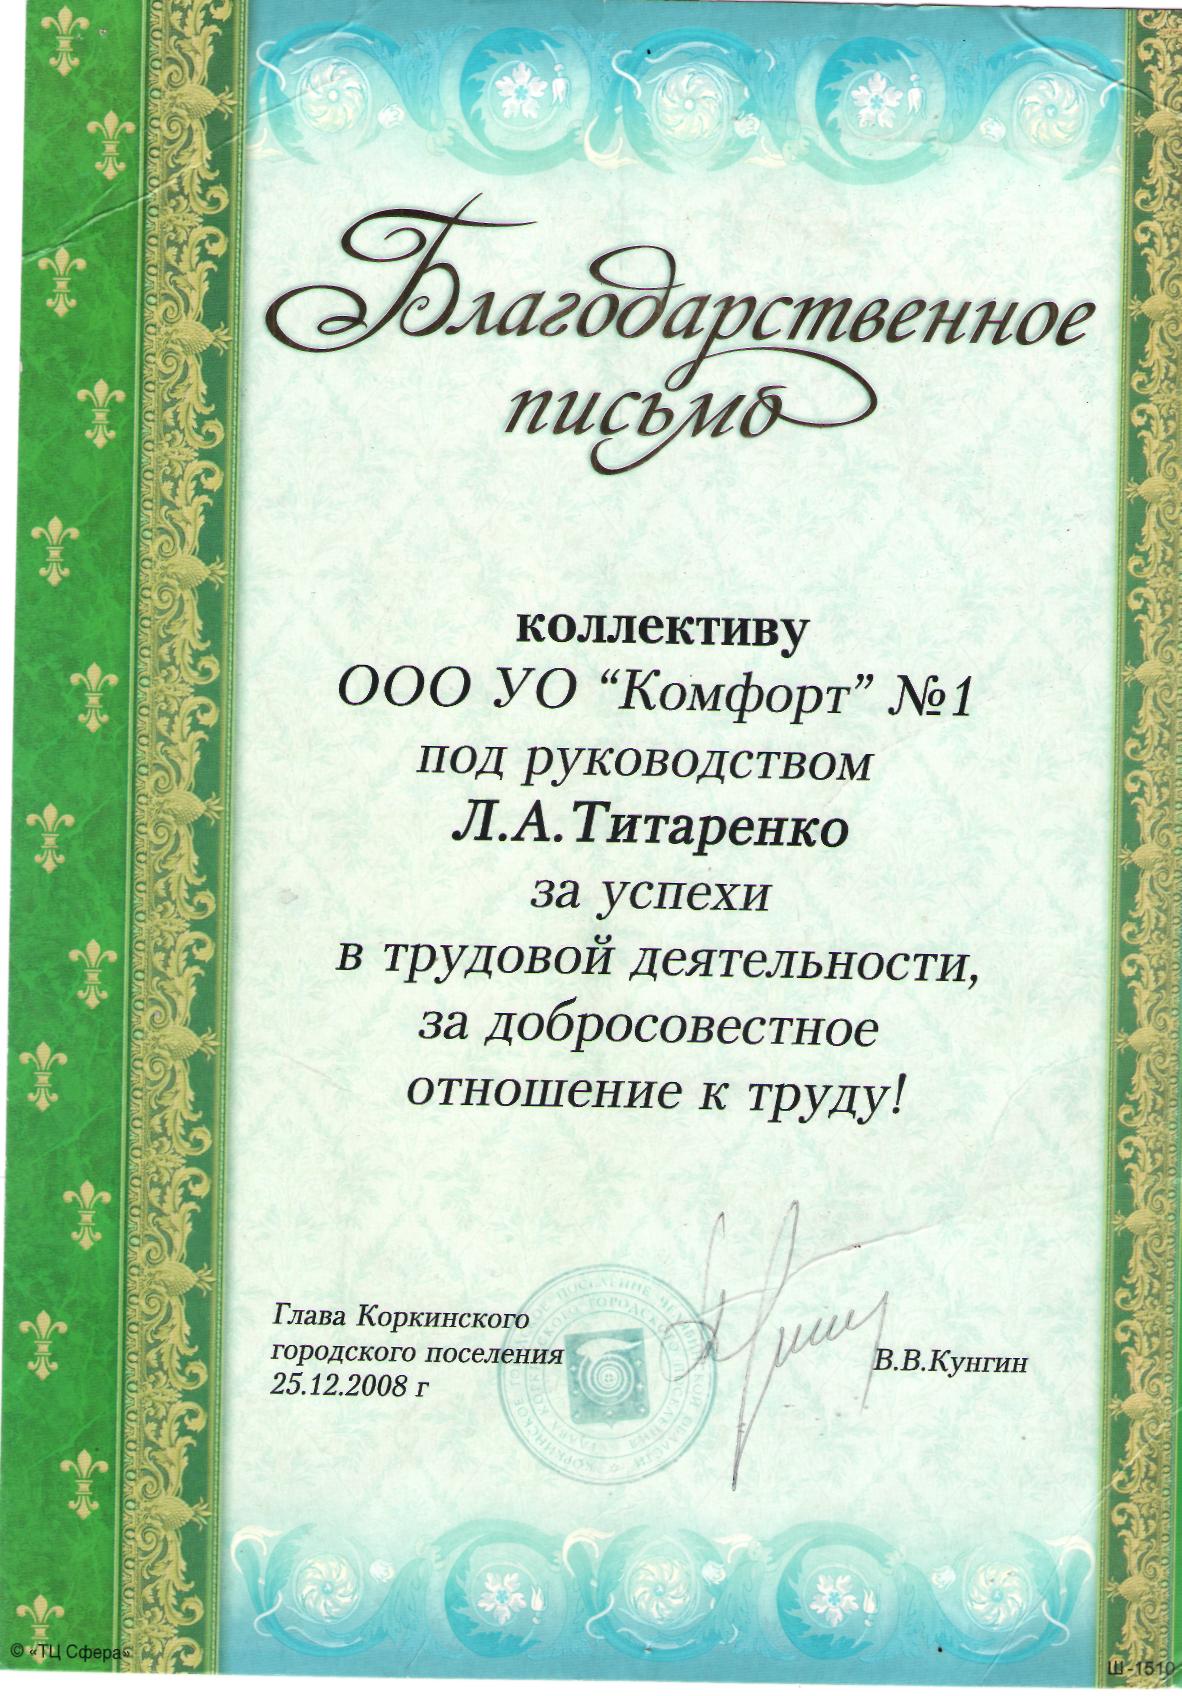 Благодарственное
письмо
коллективу
ООО УО “Комфорт” №1
под руководством
Л.А.Титаренко
за успехи
в трудовой деятельности,
за добросовестное
отношение к труду!
Глава Коркинского
городского поселения
25.12.2008 г
В.В.Кунгин
© «ТЦ Сфера»
Ш-1510